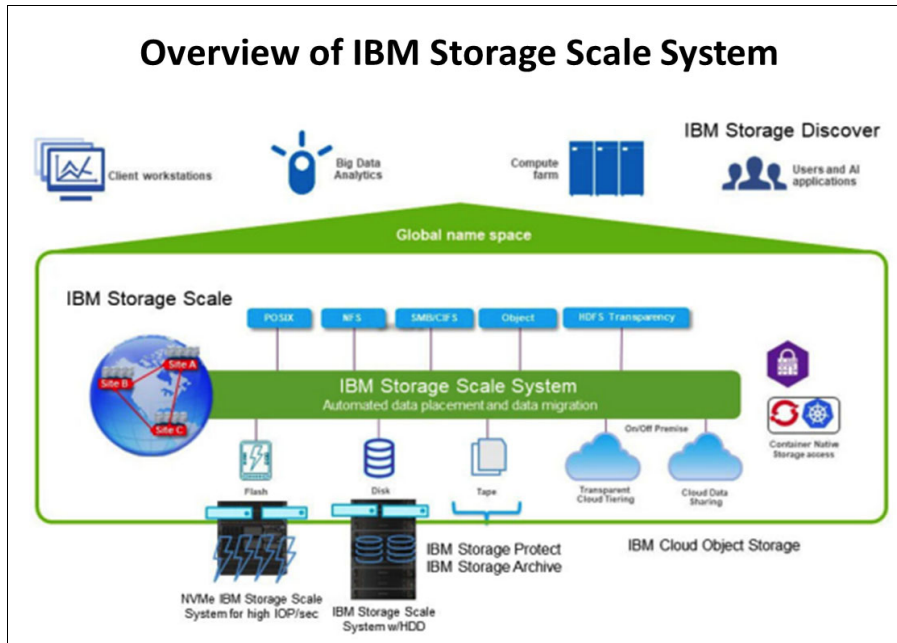 Overview of IBM Storage Scale System
IBM Storage Discover
Client workstations
Big Data
Analytics
Compute
farm
Users and AI
applications
Global name space
IBM Storage Scale
POSIX
NFS
SMB/CIFS
Object
HDFS Transparency
Site A
Site B
Site C
IBM Storage Scale System
Automated data placement and data migration
On/Off Premise
Container Native
Storage access
Flash
Disk
Tape
Transparent
Cloud Tiering
Cloud Data
Sharing
IBM Storage Protect
IBM Storage Archive
IBM Cloud Object Storage
NVMe IBM Storage Scale
System for high IOP/sec
IBM Storage Scale
System w/HDD